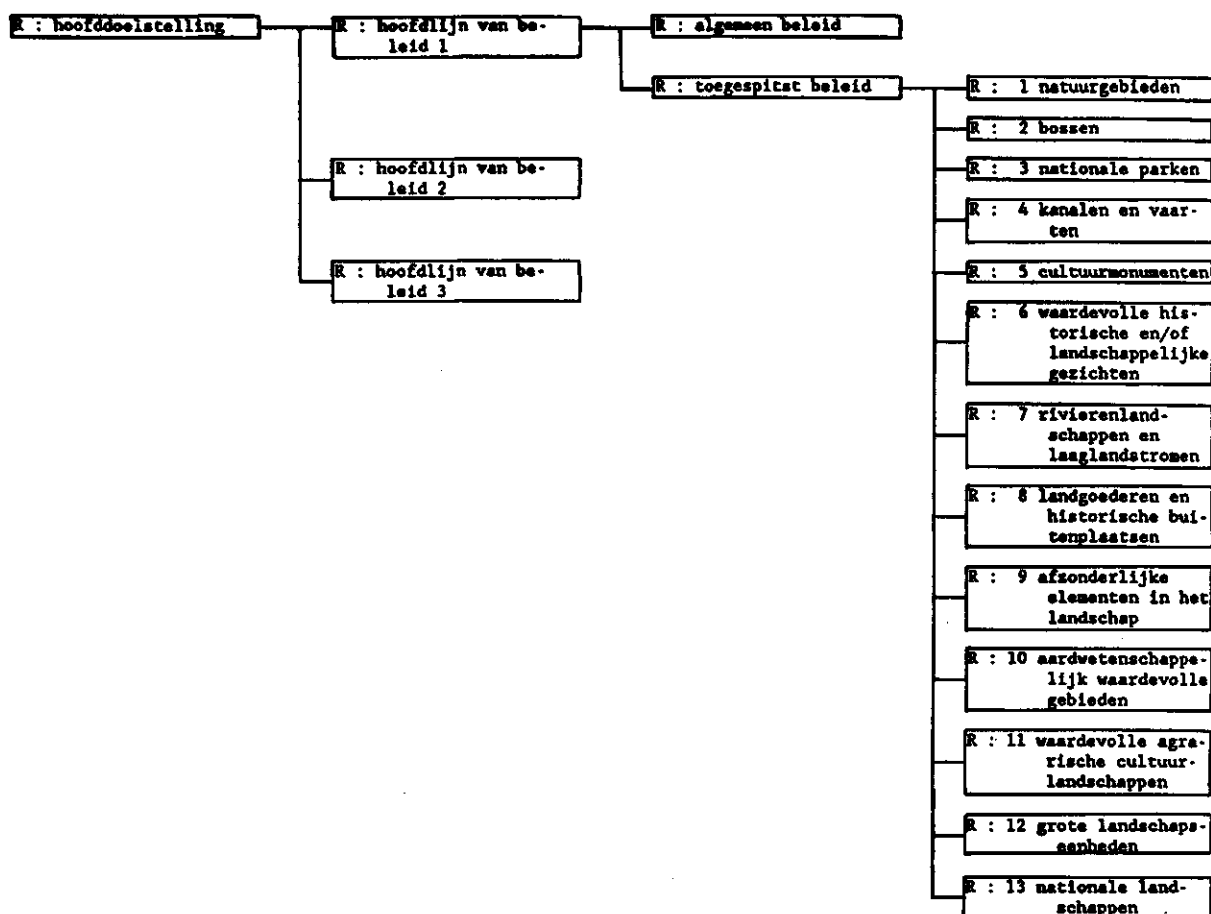 R : hoofddoelstelling
R : hoofdlijn van be-
leid 1
R : algemeen beleid
R : toegespitst beleid
R : 1 natuurgebieden
R : 2 bossen
R : hoofdlijn van be-
leid 2
R : 3 nationale parken
R : 4 kanalen en vaar-
ten
R : hoofdlijn van be-
leid 3
R : 5 cultuurmonumenten
R : 6 waardevolle his-
torische en/of
landschappelijke
gezichten
R : 7 rivierenland-
schappen en
laaglandstromen
R : 8 landgoederen en
historische bui-
tenplaatsen
R : 9 afzonderlijke
elementen in het
landschap
R : 10 aardwetenschappe-
lijk waardevolle
gebieden
R : 11 waardevolle agra-
rische cultuur-
landschappen
R : 12 grote landschaps-
eenheden
R : 13 nationale land-
schappen